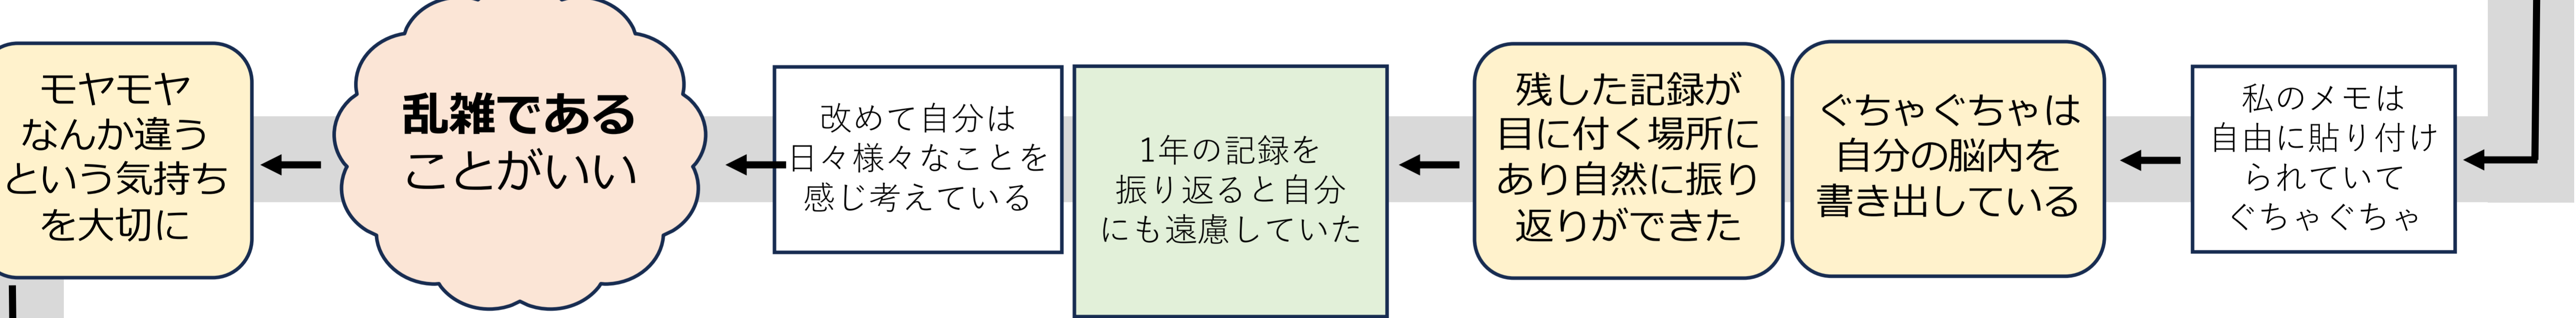 私のメモは
自由に貼り付け
られていて
ぐちゃぐちゃ
ぐちゃぐちゃは
自分の脳内を
書き出している
残した記録が
目に付く場所に
あり自然に振り
返りができた
1年の記録を
振り返ると自分
にも遠慮していた
改めて自分は
日々様々なことを
感じ考えている
乱雑である
ことがいい
モヤモヤ
なんか違う
という気持ち
を大切に